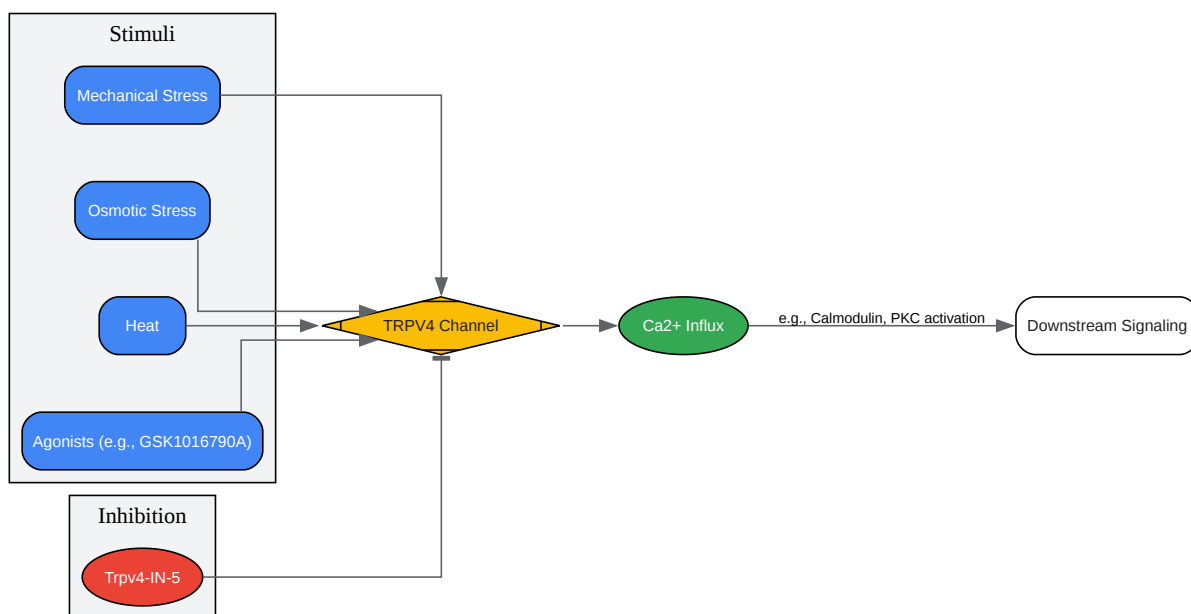 Stimuli
Mechanical Stress
Osmotic Stress
Heat
TRPV4 Channel
Ca2+ Influx
e.g., Calmodulin, PKC activation
Downstream Signaling
Agonists (e.g., GSK1016790A)
Inhibition
Trpv4-IN-5